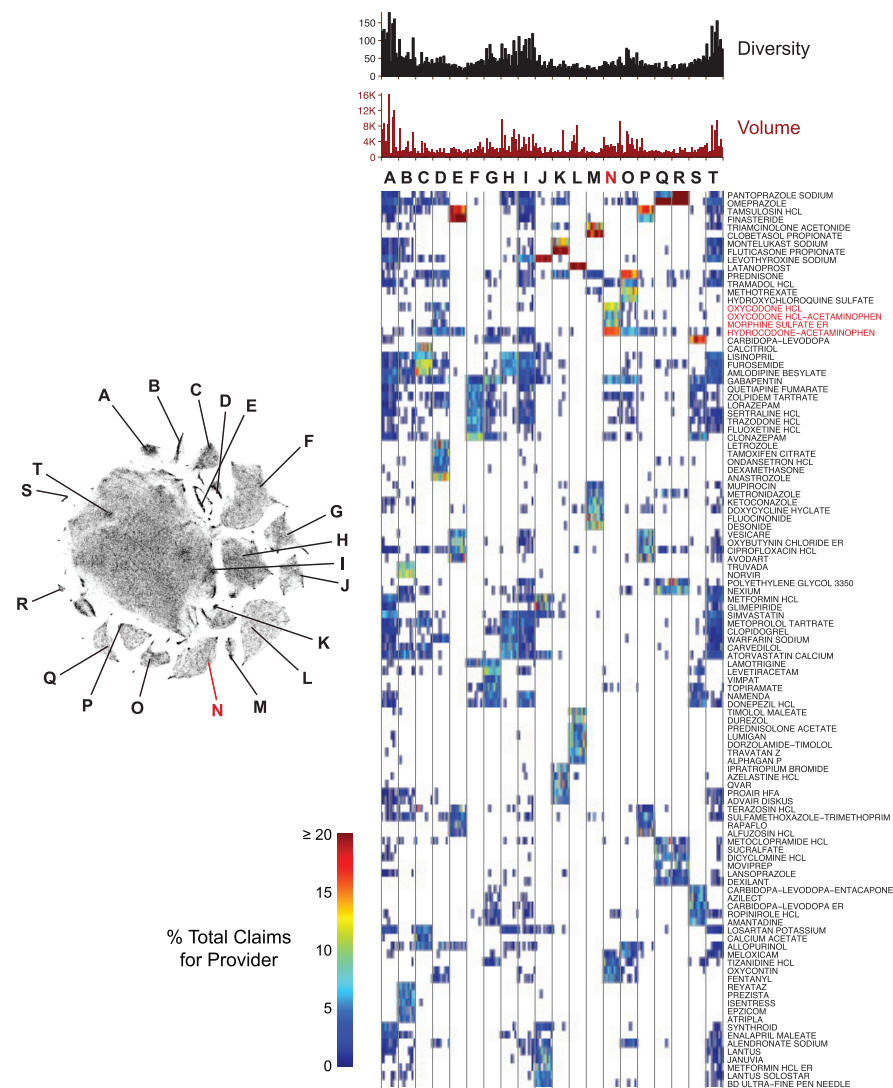 150
100
50
0
Diversity
16K
12K
8K
4K
0
Volume
A B C D E F G H I J K L M N O P Q R S T
PANTOPRAZOLE SODIUM
OMEPRAZOLE
TAMSULOSIN HCL
FINASTERIDE
TRIAMCINOLONE ACETONIDE
CLOBETASOL PROPIONATE
MONTELUKAST SODIUM
FLUTICASONE PROPIONATE
LEVOTHYROXINE SODIUM
LATANOPROST
PREDNISONE
TRAMADOL HCL
METHOTREXATE
HYDROXYCHLOROQUINE SULFATE
OXYCODONE HCL
OXYCODONE HCL-ACETAMINOPHEN
MORPHINE SULFATE ER
HYDROCODONE-ACETAMINOPHEN
CARBIDOPA-LEVODOPA
CALCITRIOL
LISINOPRIL
FUROSEMIDE
AMLODIPINE BESYLATE
GABAPENTIN
QUETIAPINE FUMARATE
ZOLPIDEM TARTRATE
LORAZEPAM
SERTRALINE HCL
TRAZODONE HCL
FLUOXETINE HCL
CLONAZEPAM
LETROZOLE
TAMOXIFEN CITRATE
ONDANSETRON HCL
DEXAMETHASONE
ANASTROZOLE
MUPIROCIN
METRONIDAZOLE
KETOCONAZOLE
DOXYCYCLINE HYCLATE
FLUOCINONIDE
DESONIDE
VESICARE
OXYBUTYNIN CHLORIDE ER
CIPROFLOXACIN HCL
AVODART
TRUVADA
NORVIR
POLYETHYLENE GLYCOL 3350
NEXIUM
METFORMIN HCL
GLIMEPIRIDE
SIMVASTATIN
METOPROLOL TARTRATE
CLOPIDOGREL
WARFARIN SODIUM
CARVEDILOL
ATORVASTATIN CALCIUM
LAMOTRIGINE
LEVETIRACETAM
VIMPAT
TOPIRAMATE
NAMENDA
DONEPEZIL HCL
TIMOLOL MALEATE
DUREZOL
PREDNISOLONE ACETATE
LUMIGAN
DORZOLAMIDE-TIMOLOL
TRAVATAN Z
ALPHAGAN P
IPRATROPIUM BROMIDE
AZELASTINE HCL
QVAR
PROAIR HFA
ADVAIR DISKUS
TERAZOSIN HCL
SULFAMETHOXAZOLE-TRIMETHOPRIM
RAPAFLO
ALFUZOSIN HCL
METOCLOPRAMIDE HCL
SUCRALFATE
DICYCLOMINE HCL
MOVIPREP
LANSOPRAZOLE
DEXILANT
CARBIDOPA-LEVODOPA-ENTACAPONE
AZILECT
CARBIDOPA-LEVODOPA ER
ROPINIROLE HCL
AMANTADINE
LOSARTAN POTASSIUM
CALCIUM ACETATE
ALLOPURINOL
MELOXICAM
TIZANIDINE HCL
OXYCONTIN
FENTANYL
REYATAZ
PREZISTA
ISENTRESS
EPZICOM
ATRIPLA
SYNTHROID
ENALAPRIL MALEATE
ALENDRONATE SODIUM
LANTUS
JANUVIA
METFORMIN HCL ER
LANTUS SOLOSTAR
BD ULTRA-FINE PEN NEEDLE
A
B
C
D
E
F
G
H
I
J
K
L
M
N
O
P
Q
R
S
T
≥ 20
15
10
5
0
% Total Claims
for Provider